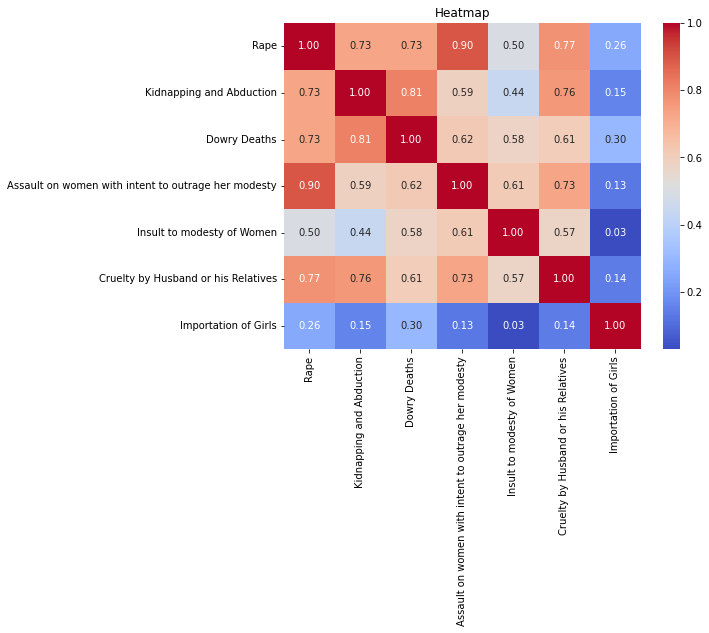 Heatmap
Rape 1.00 0.73 0.73 0.90 0.50 0.77 0.26
Kidnapping and Abduction 0.73 1.00 0.81 0.59 0.44 0.76 0.15
Dowry Deaths 0.73 0.81 1.00 0.62 0.58 0.61 0.30
Assault on women with intent to outrage her modesty 0.90 0.59 0.62 1.00 0.61 0.73 0.13
Insult to modesty of Women 0.50 0.44 0.58 0.61 1.00 0.57 0.03
Cruelty by Husband or his Relatives 0.77 0.76 0.61 0.73 0.57 1.00 0.14
Importation of Girls 0.26 0.15 0.30 0.13 0.03 0.14 1.00
Rape
Kidnapping and Abduction
Dowry Deaths
Assault on women with intent to outrage her modesty
Insult to modesty of Women
Cruelty by Husband or his Relatives
Importation of Girls
1.0
0.8
0.6
0.4
0.2